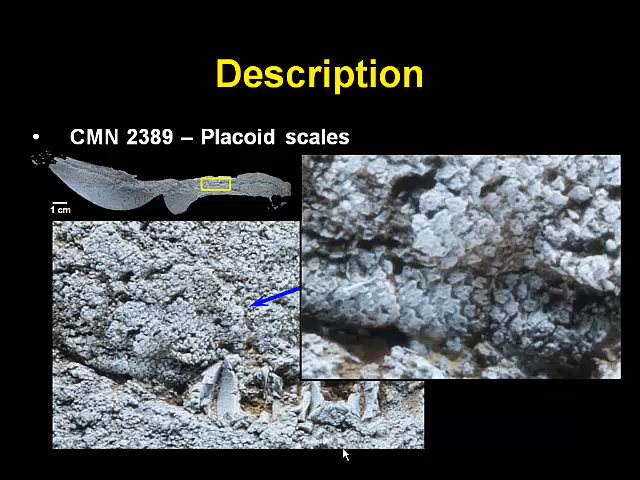 Description
• CMN 2389 – Placoid scales
1 cm